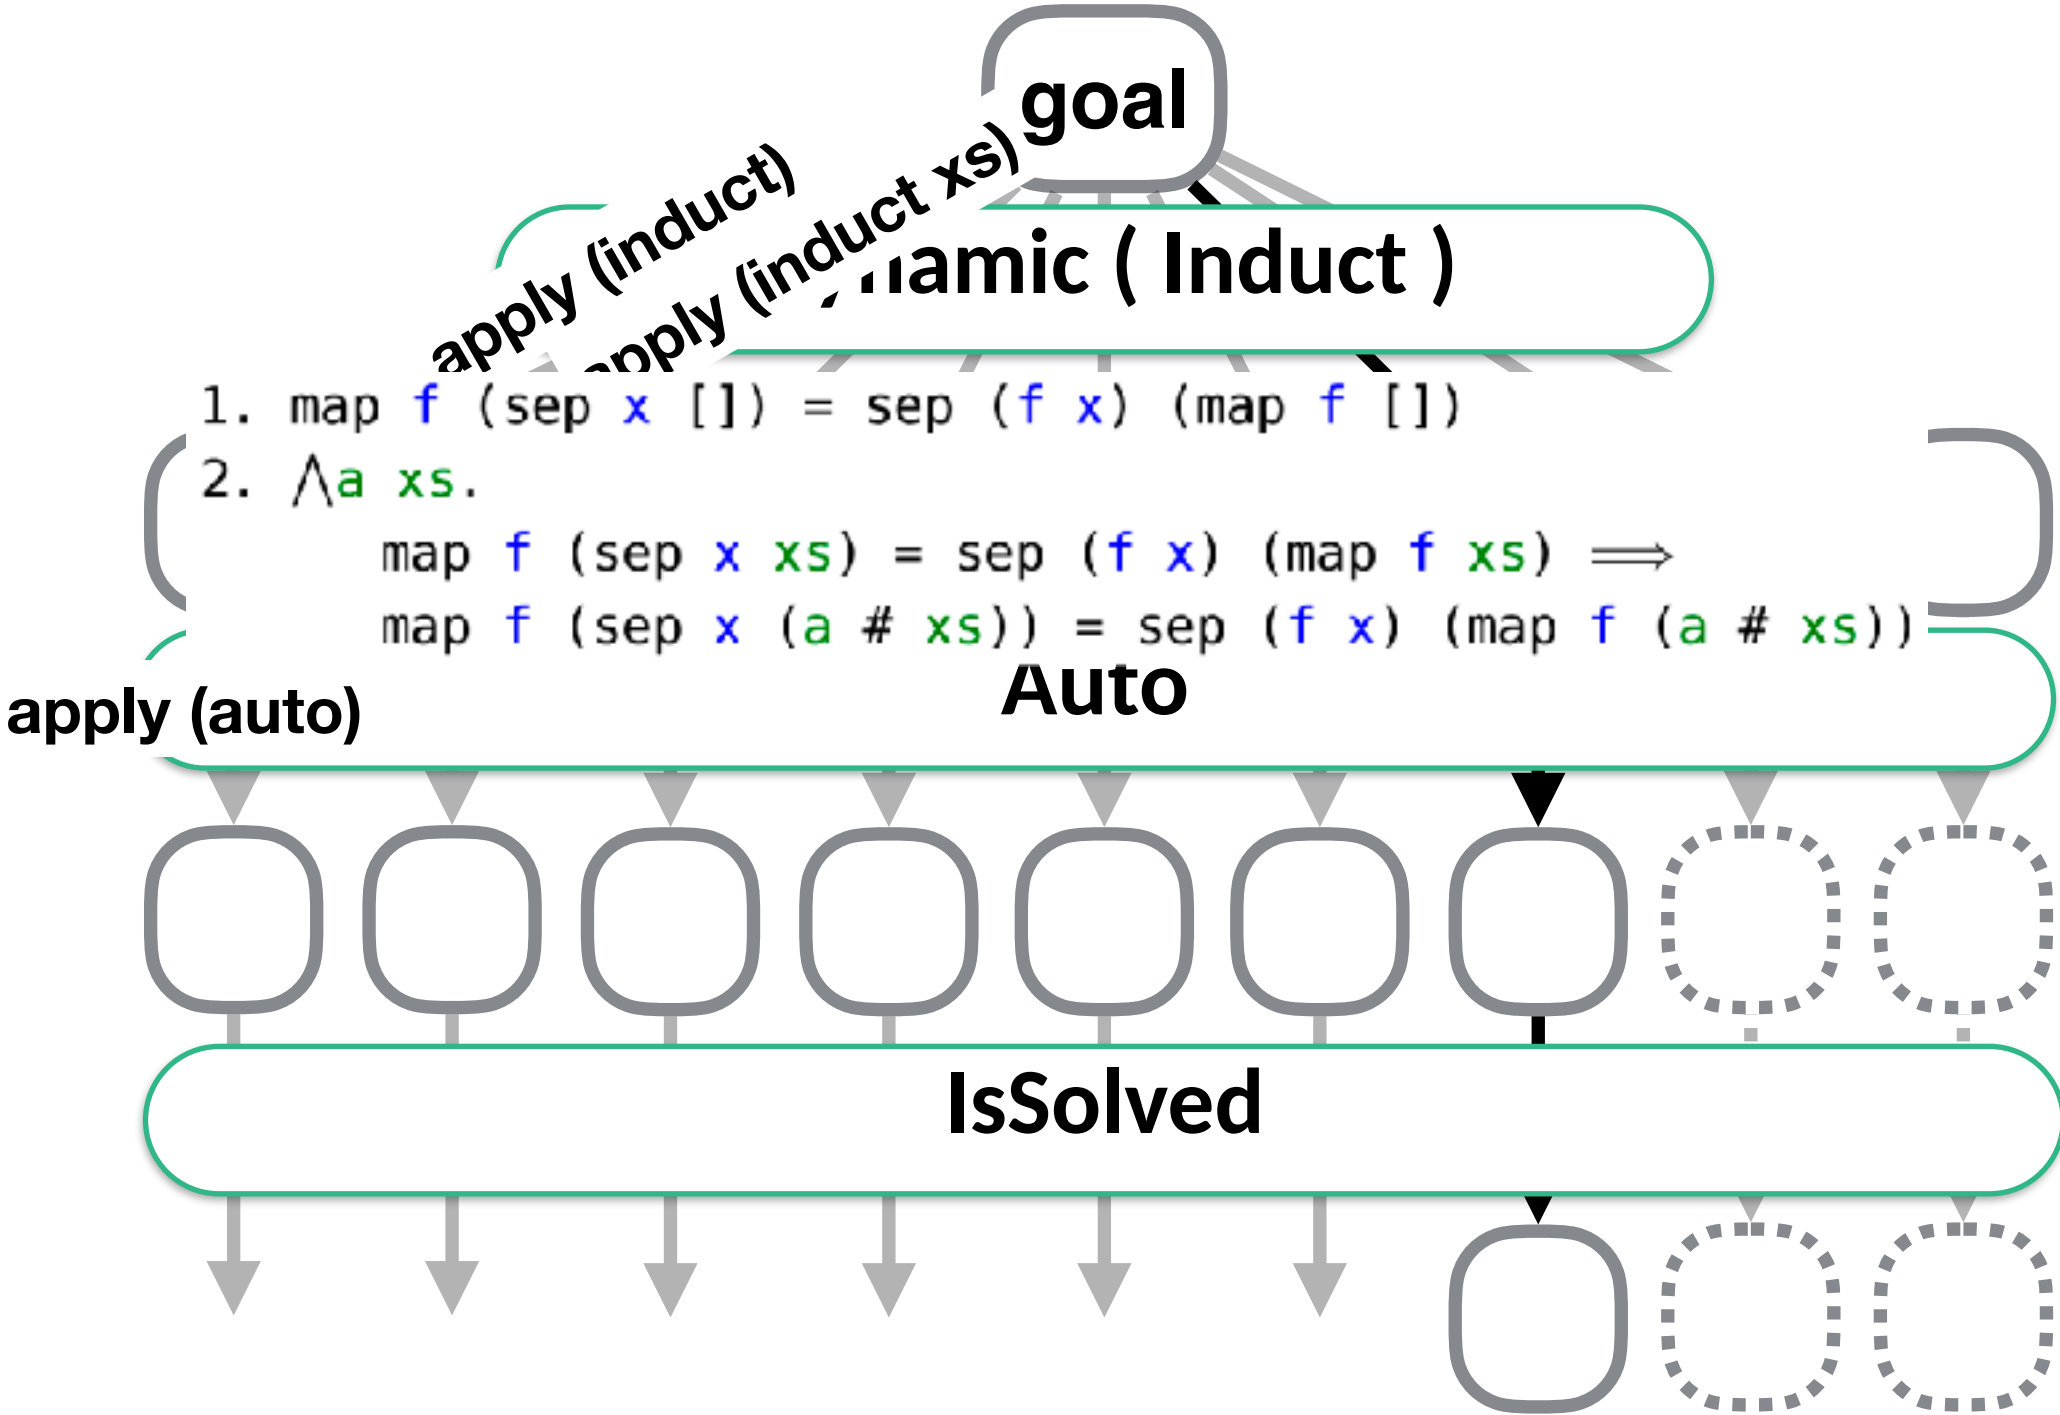 goal
apply (induct)
apply (induct xs)
namic ( Induct )
1. map f (sep x []) = sep (f x) (map f [])
2. ⋀a xs.
map f (sep x xs) = sep (f x) (map f xs) ⟹
map f (sep x (a # xs)) = sep (f x) (map f (a # xs))
Auto
apply (auto)
IsSolved